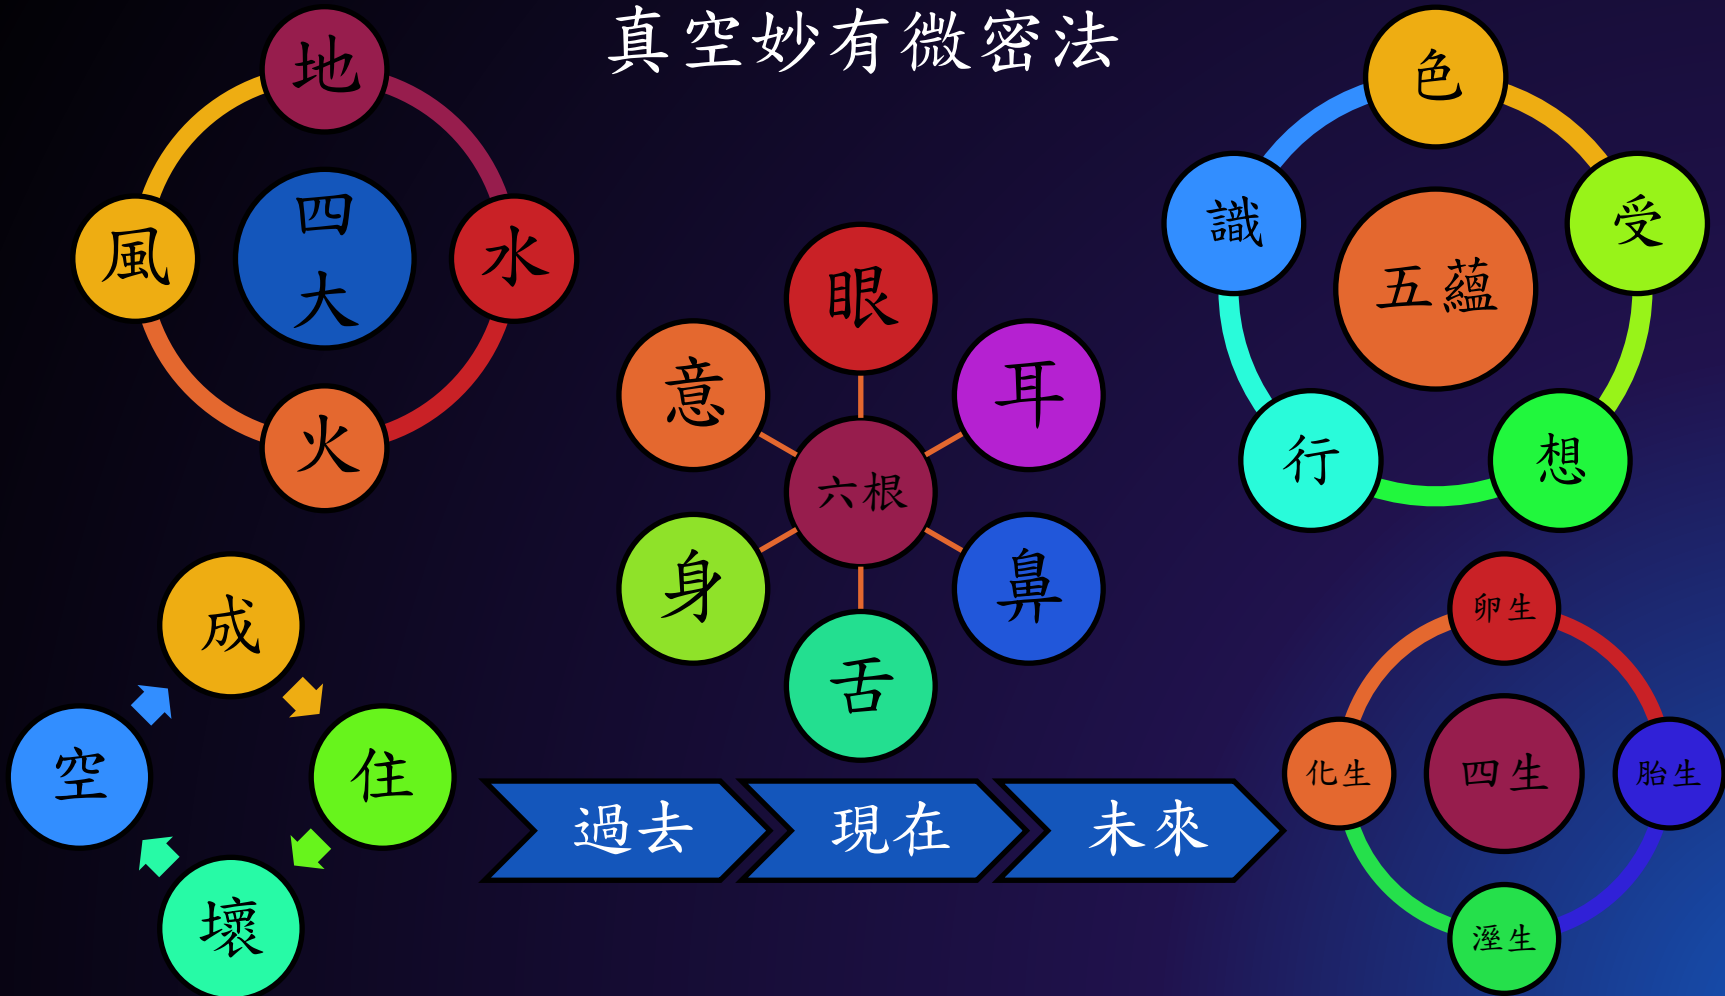 真空妙有微密法
地
水
火
風
四
大
色
受
想
行
識
五蘊
眼
耳
鼻
舌
身
意
六根
成
住
壞
空
過去
現在
未來
卵生
胎生
溼生
化生
四生